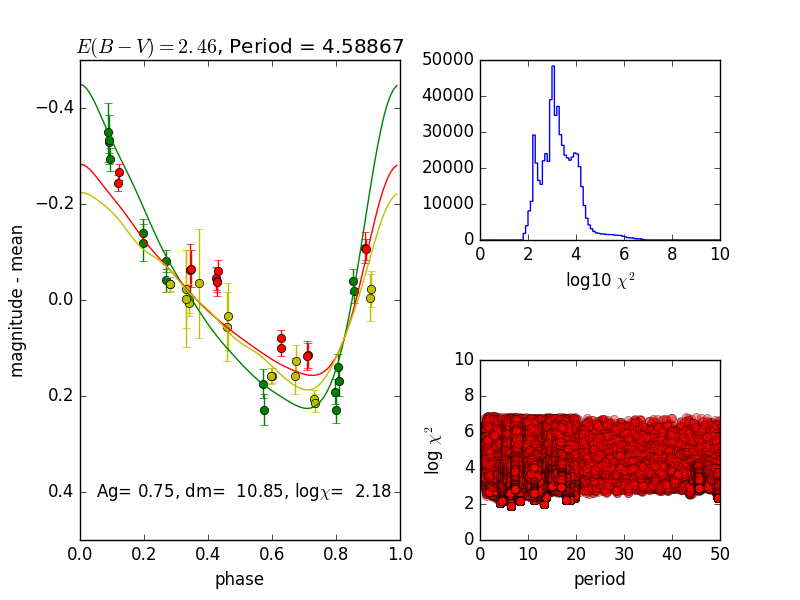 E(B−V)=2.46, Period = 4.58867
−0.4
−0.2
0.0
0.2
0.4
magnitude - mean
Ag= 0.75, dm= 10.85, logχ= 2.18
0.0 0.2 0.4 0.6 0.8 1.0
phase
50000
40000
30000
20000
10000
0
0 2 4 6 8 10
log10 χ²
10
8
6
4
2
0
log χ²
0 10 20 30 40 50
period